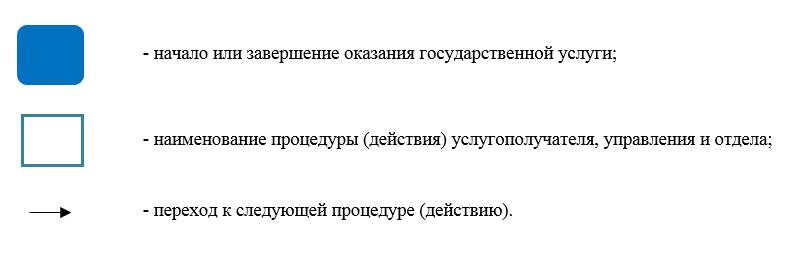 - начало или завершение оказания государственной услуги;
- наименование процедуры (действия) услугополучателя, управления и отдела;
- переход к следующей процедуре (действию).